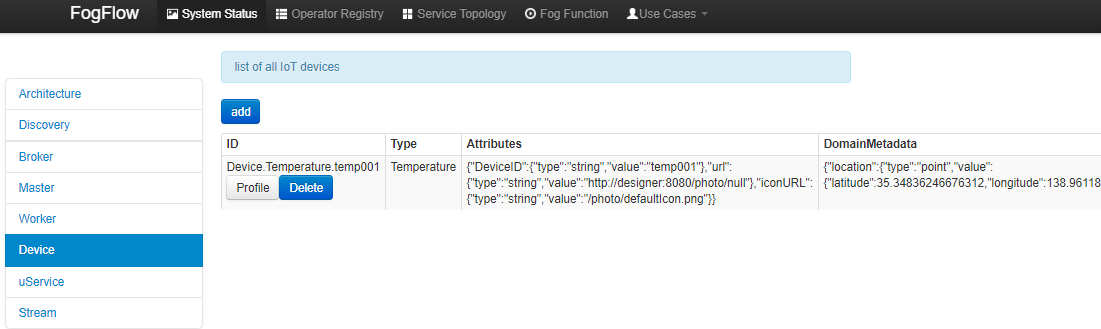 FogFlow System Status Operator Registry Service Topology Fog Function Use Cases
list of all IoT devices
Architecture
Discovery
Broker
Master
Worker
Device
uService
Stream
add
ID Type Attributes DomainMetadata
Device.Temperature.temp001 Temperature {"DeviceID":{"type":"string","value":"temp001"},"url": {"location":{"type":"point","value":
Profile Delete {"type":"string","value":"http://designer:8080/photo/null"},"iconURL": {"latitude":35.34836246676312,"longitude":138.96118
{"type":"string","value":"/photo/defaultIcon.png"}}